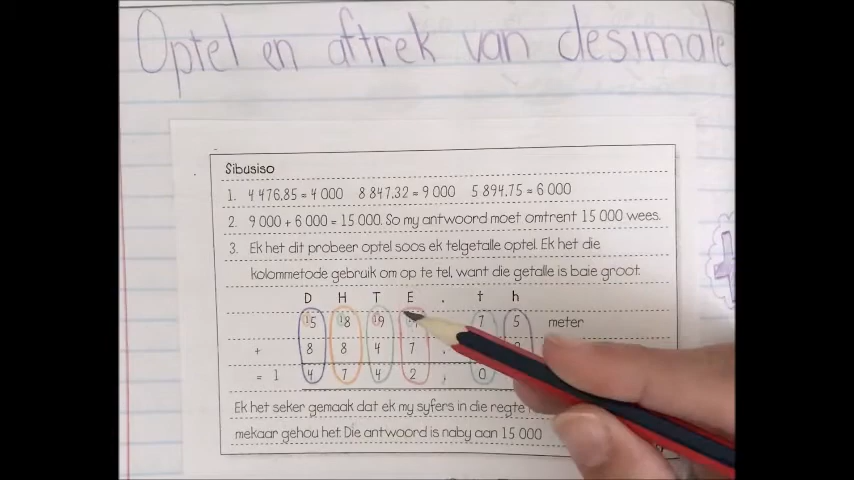 Optel en aftrek van desimale
Sibusiso
1. 4 476,85 = 4 000 8 847,32 = 9 000 5 894,75 = 6 000
2. 9 000 + 6 000 = 15 000. So my antwoord moet omtrent 15 000 wees.
3. Ek het dit probeer optel soos ek telgetalle optel. Ek het die
kolommetode gebruik om op te tel, want die getalle is baie groot.
D H T E . t h
15 18 19 7 5 meter
+ 8 8 4 7 ,
= 1 4 7 4 2 , 0
Ek het seker gemaak dat ek my syfers in die regte
mekaar gehou het. Die antwoord is naby aan 15 000